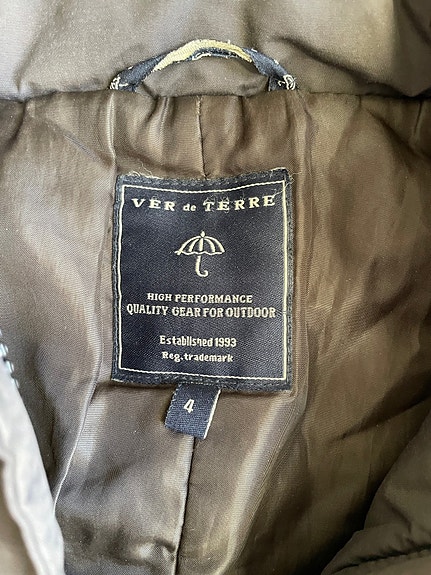 VER de TERRE
HIGH PERFORMANCE
QUALITY GEAR FOR OUTDOOR
Established 1993
Reg.trademark
4